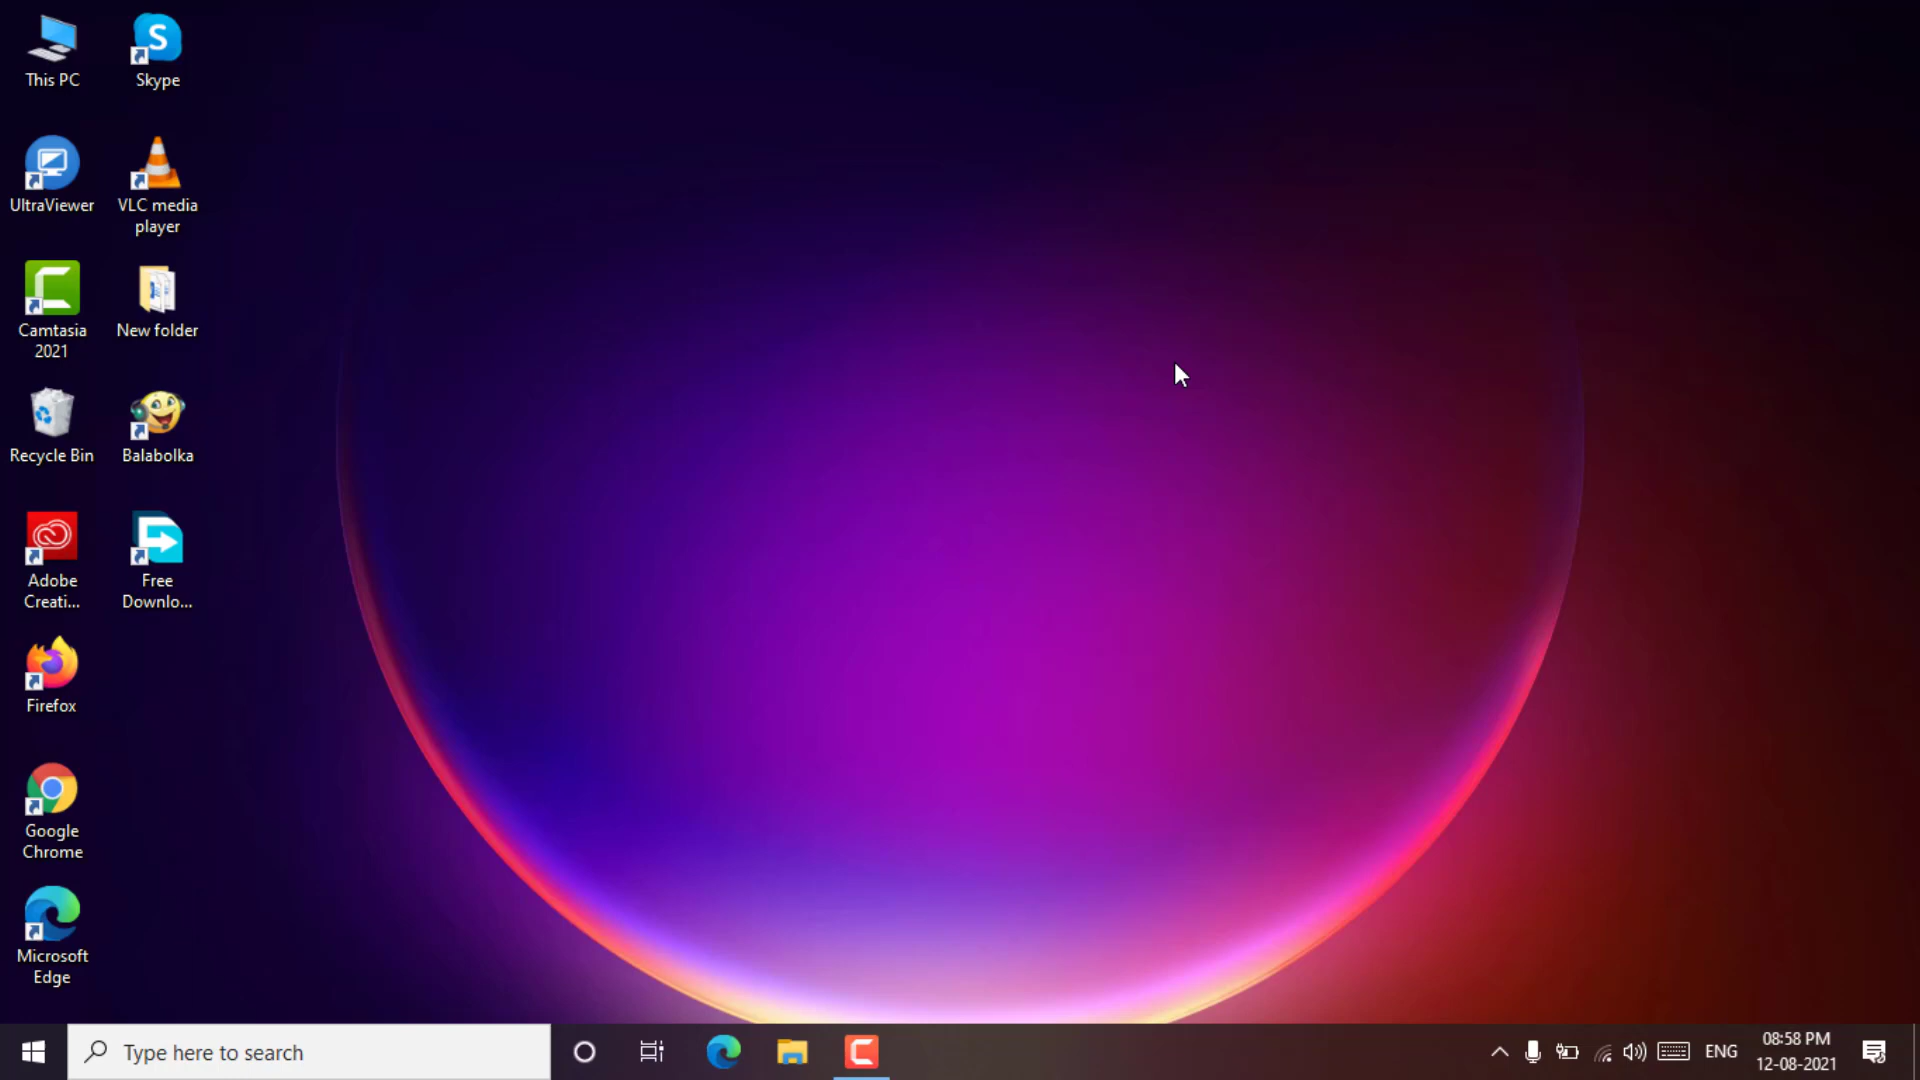 This PC
Skype
UltraViewer
VLC media
player
Camtasia
2021
New folder
Recycle Bin
Balabolka
Adobe
Creati...
Free
Downlo...
Firefox
Google
Chrome
Microsoft
Edge
Type here to search
ENG
08:58 PM
12-08-2021